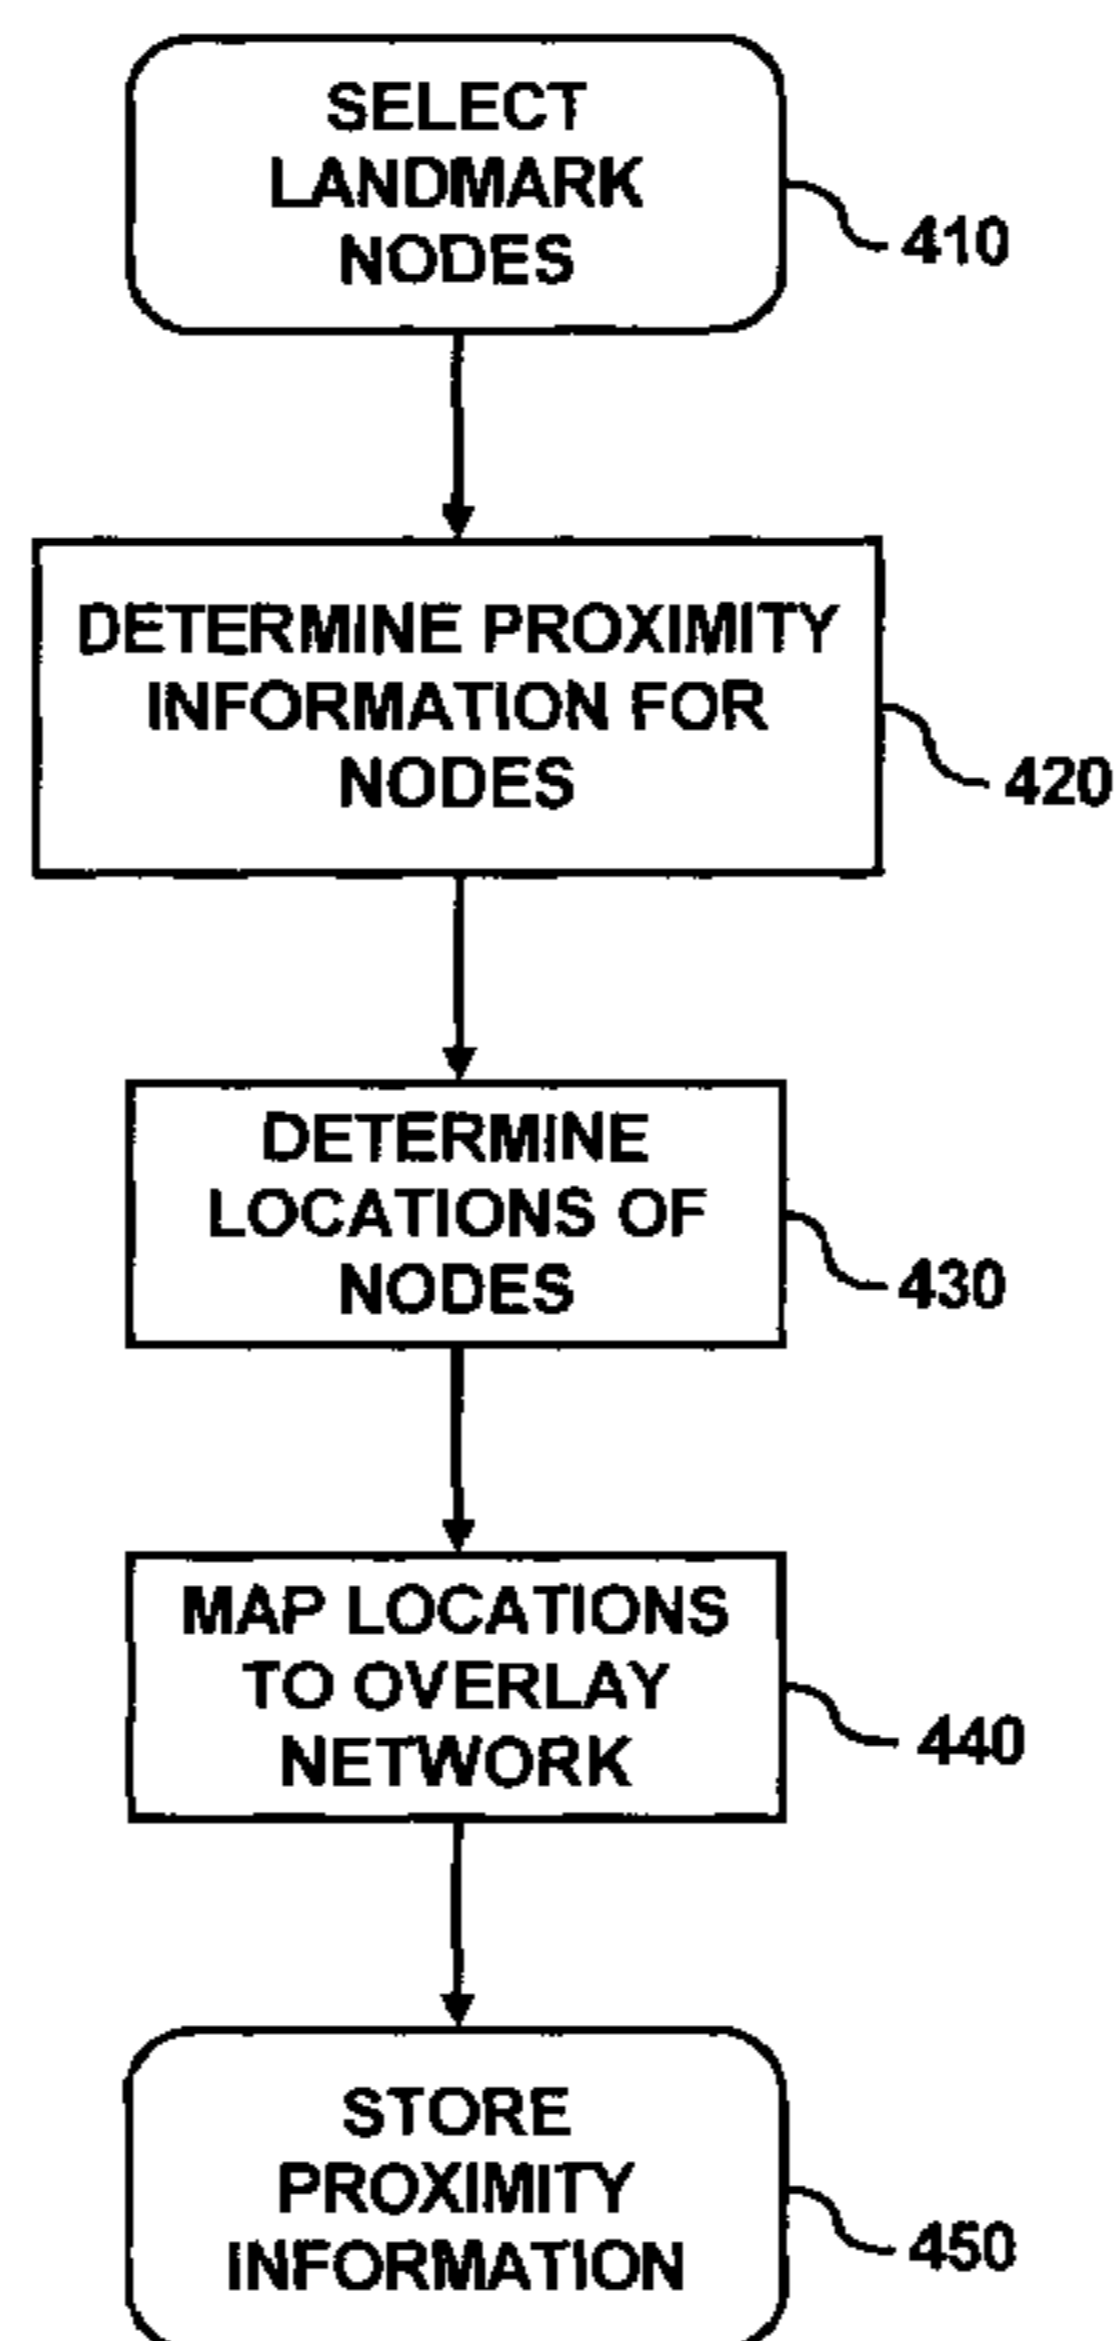 SELECT
LANDMARK
NODES
410
DETERMINE PROXIMITY
INFORMATION FOR
NODES
420
DETERMINE
LOCATIONS OF
NODES
430
MAP LOCATIONS
TO OVERLAY
NETWORK
440
STORE
PROXIMITY
INFORMATION
450